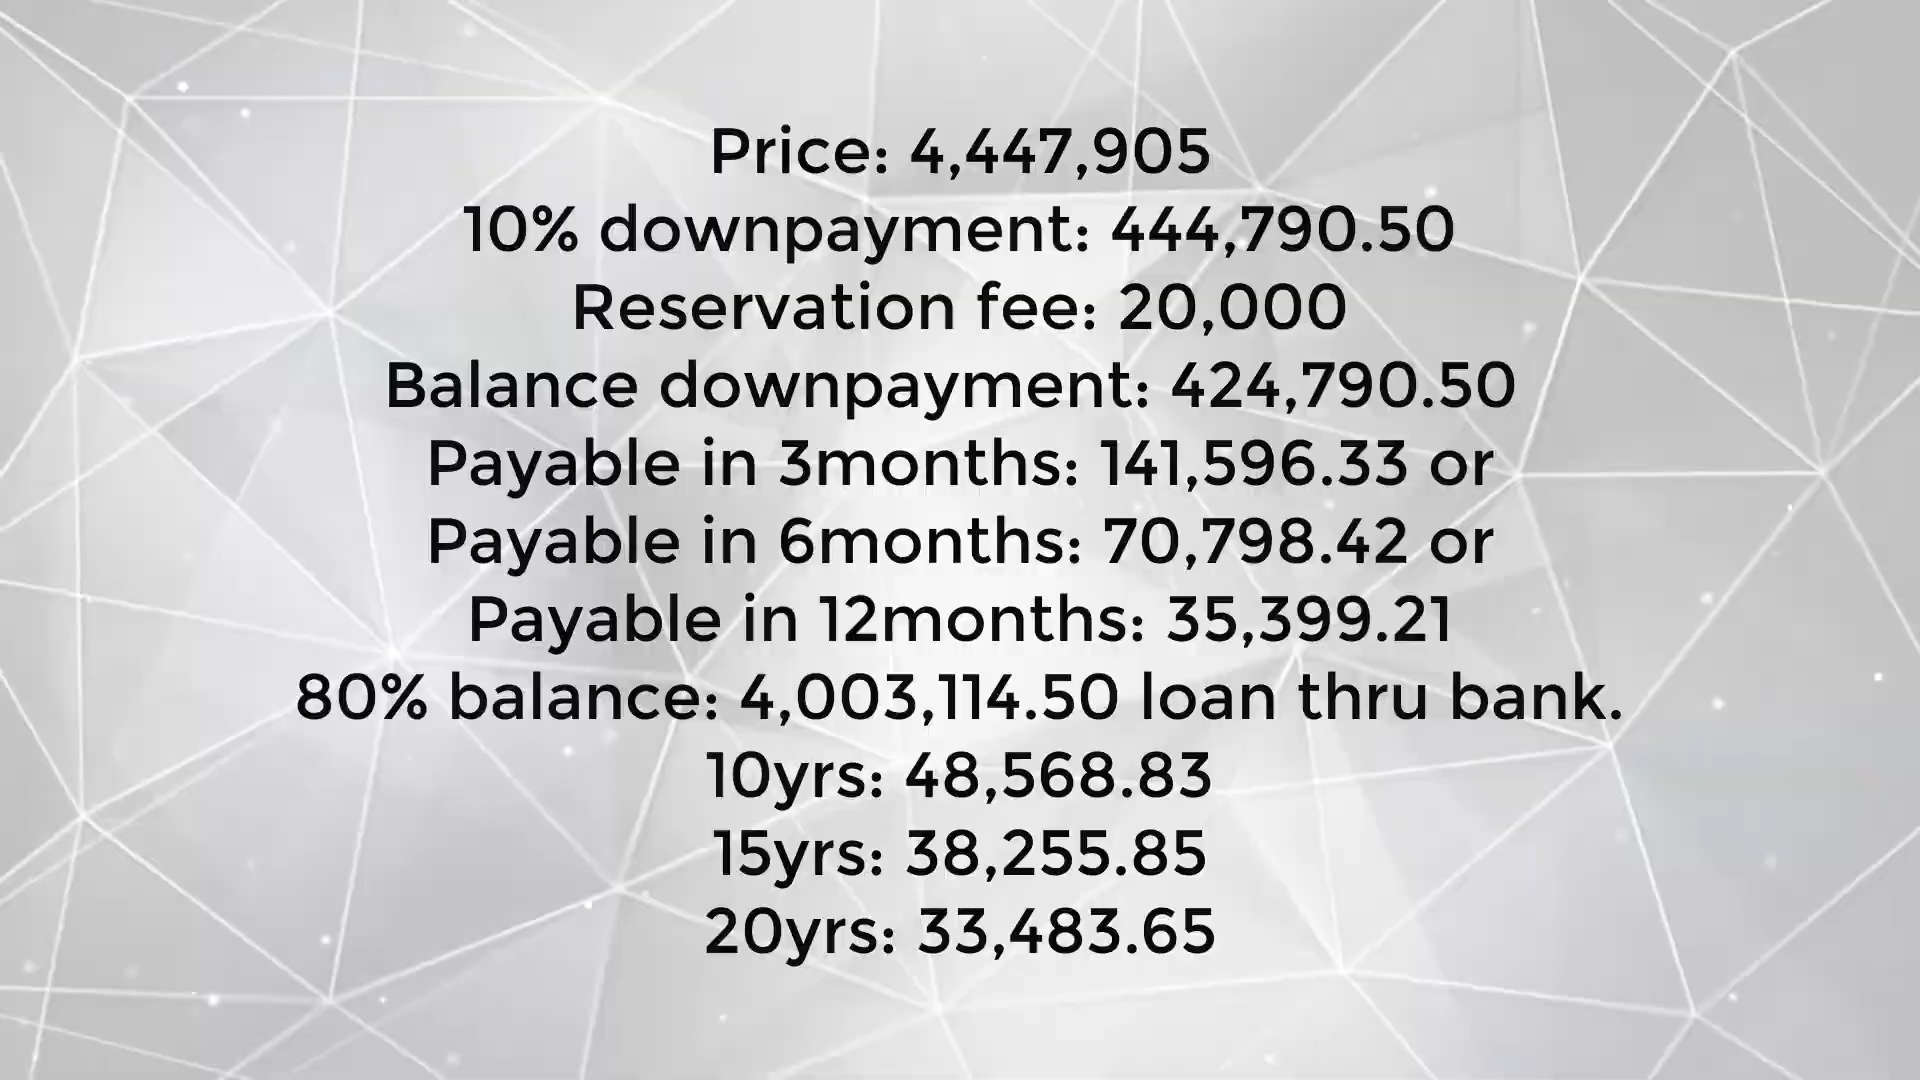 Price: 4,447,905
10% downpayment: 444,790.50
Reservation fee: 20,000
Balance downpayment: 424,790.50
Payable in 3months: 141,596.33 or
Payable in 6months: 70,798.42 or
Payable in 12months: 35,399.21
80% balance: 4,003,114.50 loan thru bank.
10yrs: 48,568.83
15yrs: 38,255.85
20yrs: 33,483.65